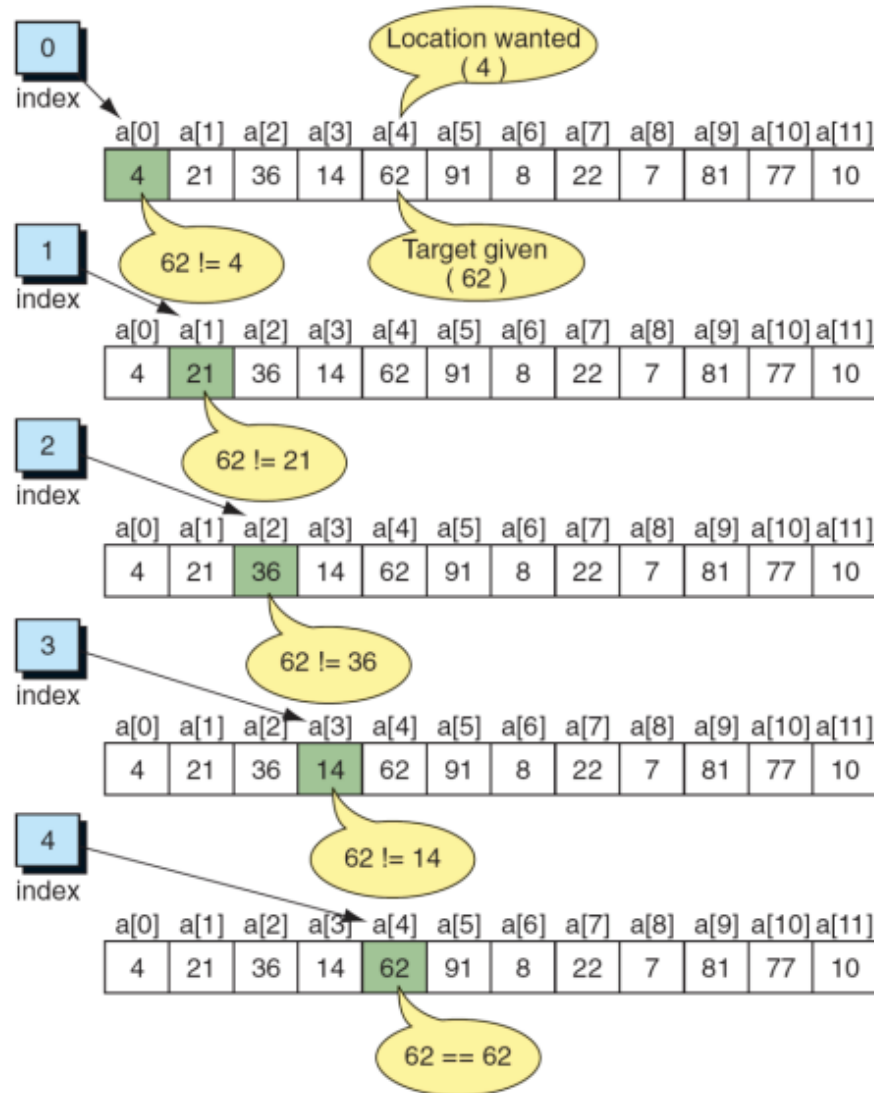 0
Location wanted
( 4 )
index
a[0] a[1] a[2] a[3] a[4] a[5] a[6] a[7] a[8] a[9] a[10] a[11]
4 21 36 14 62 91 8 22 7 81 77 10
1
62 != 4
Target given
( 62 )
index
a[0] a[1] a[2] a[3] a[4] a[5] a[6] a[7] a[8] a[9] a[10] a[11]
4 21 36 14 62 91 8 22 7 81 77 10
2
62 != 21
index
a[0] a[1] a[2] a[3] a[4] a[5] a[6] a[7] a[8] a[9] a[10] a[11]
4 21 36 14 62 91 8 22 7 81 77 10
3
62 != 36
index
a[0] a[1] a[2] a[3] a[4] a[5] a[6] a[7] a[8] a[9] a[10] a[11]
4 21 36 14 62 91 8 22 7 81 77 10
4
62 != 14
index
a[0] a[1] a[2] a[3] a[4] a[5] a[6] a[7] a[8] a[9] a[10] a[11]
4 21 36 14 62 91 8 22 7 81 77 10
62 == 62